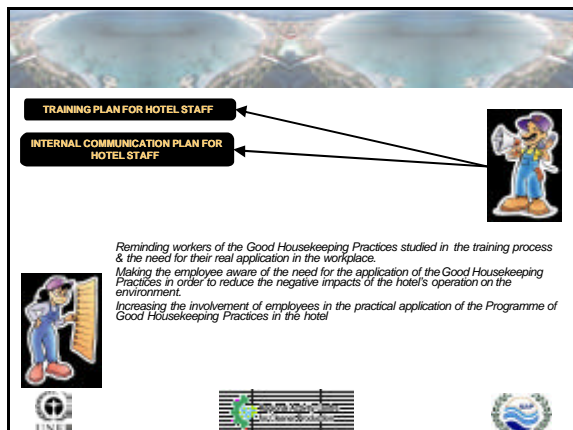 TRAINING PLAN FOR HOTEL STAFF
INTERNAL COMMUNICATION PLAN FOR
HOTEL STAFF
Reminding workers of the Good Housekeeping Practices studied in the training process
& the need for their real application in the workplace.
Making the employee aware of the need for the application of the Good Housekeeping
Practices in order to reduce the negative impacts of the hotel's operation on the
environment.
Increasing the involvement of employees in the practical application of the Programme of
Good Housekeeping Practices in the hotel
UNEP